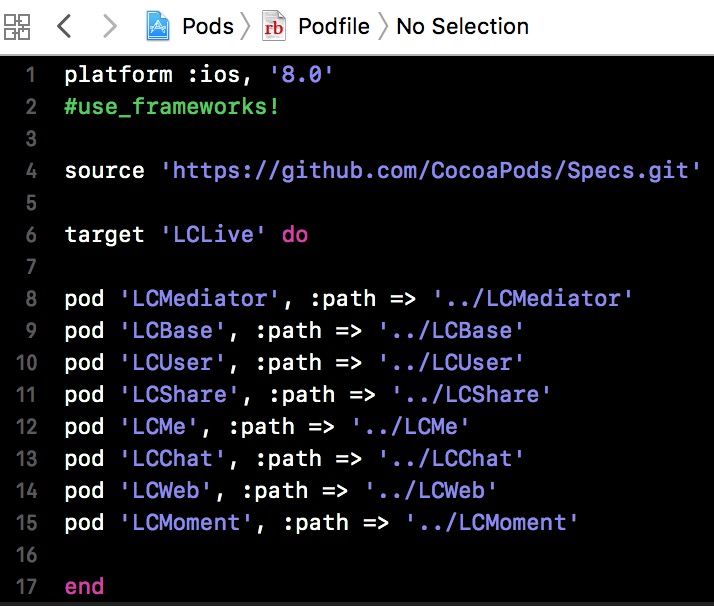 Pods Podfile No Selection
1 platform :ios, '8.0'
2 #use_frameworks!
3
4 source 'https://github.com/CocoaPods/Specs.git'
5
6 target 'LCLive' do
7
8 pod 'LCMediator', :path => '../LCMediator'
9 pod 'LCBase', :path => '../LCBase'
10 pod 'LCUser', :path => '../LCUser'
11 pod 'LCShare', :path => '../LCShare'
12 pod 'LCMe', :path => '../LCMe'
13 pod 'LCChat', :path => '../LCChat'
14 pod 'LCWeb', :path => '../LCWeb'
15 pod 'LCMoment', :path => '../LCMoment'
16
17 end